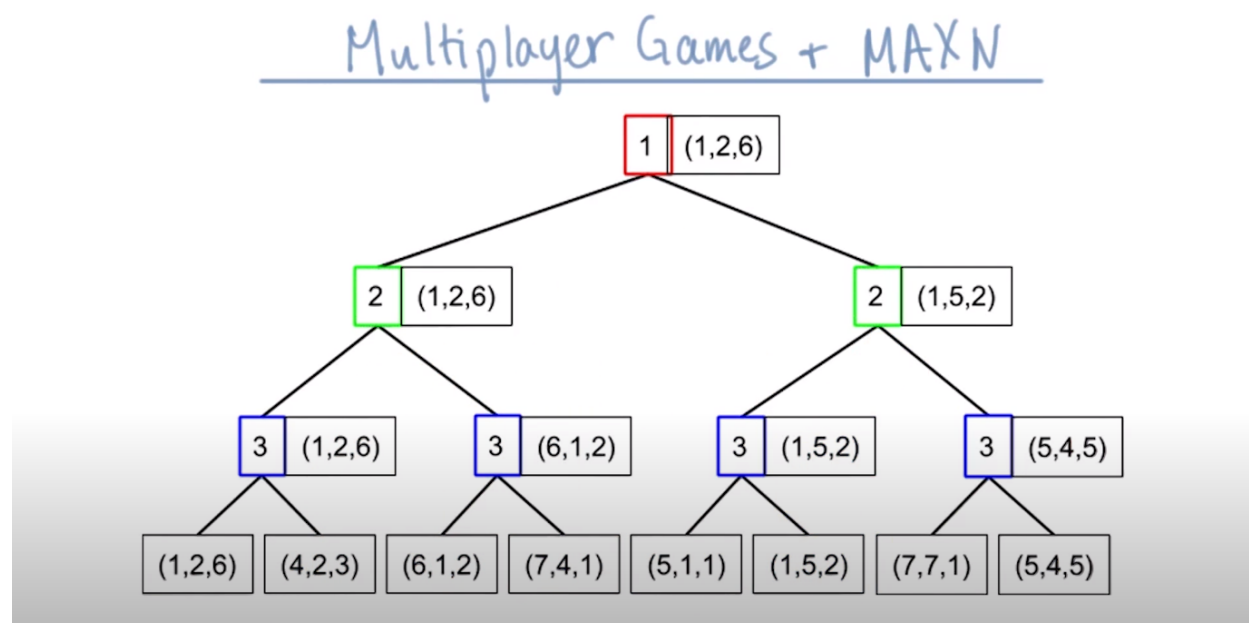 Multiplayer Games + MAXN
1 (1,2,6)
2 (1,2,6) 2 (1,5,2)
3 (1,2,6) 3 (6,1,2) 3 (1,5,2) 3 (5,4,5)
(1,2,6) (4,2,3) (6,1,2) (7,4,1) (5,1,1) (1,5,2) (7,7,1) (5,4,5)